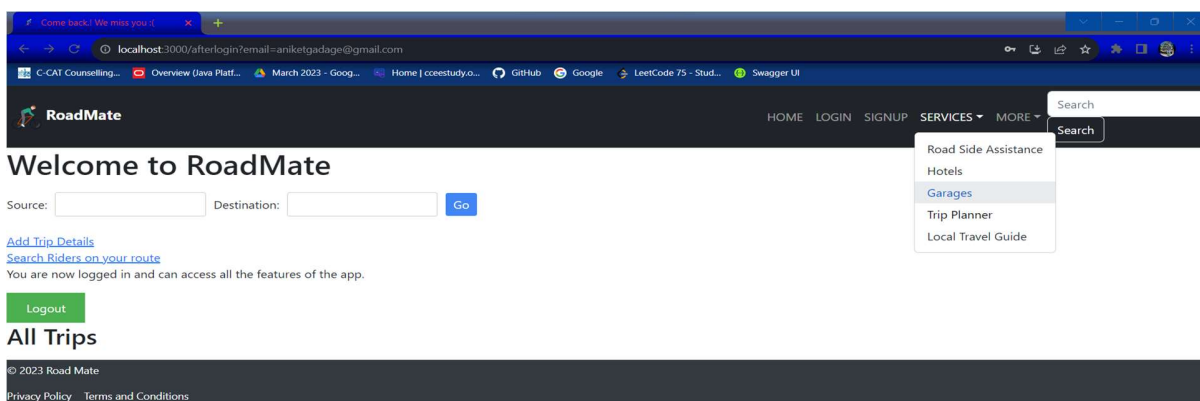 Come back.! We miss you :(
localhost:3000/afterlogin?email=aniketgadage@gmail.com
C-CAT Counselling... Overview (Java Platf... March 2023 - Goog... Home | cceestudy.o... GitHub Google LeetCode 75 - Stud... Swagger UI
RoadMate HOME LOGIN SIGNUP SERVICES MORE Search
Search
Road Side Assistance
Hotels
Garages
Trip Planner
Local Travel Guide
Welcome to RoadMate
Source: Destination: Go
Add Trip Details
Search Riders on your route
You are now logged in and can access all the features of the app.
Logout
All Trips
© 2023 Road Mate
Privacy Policy Terms and Conditions